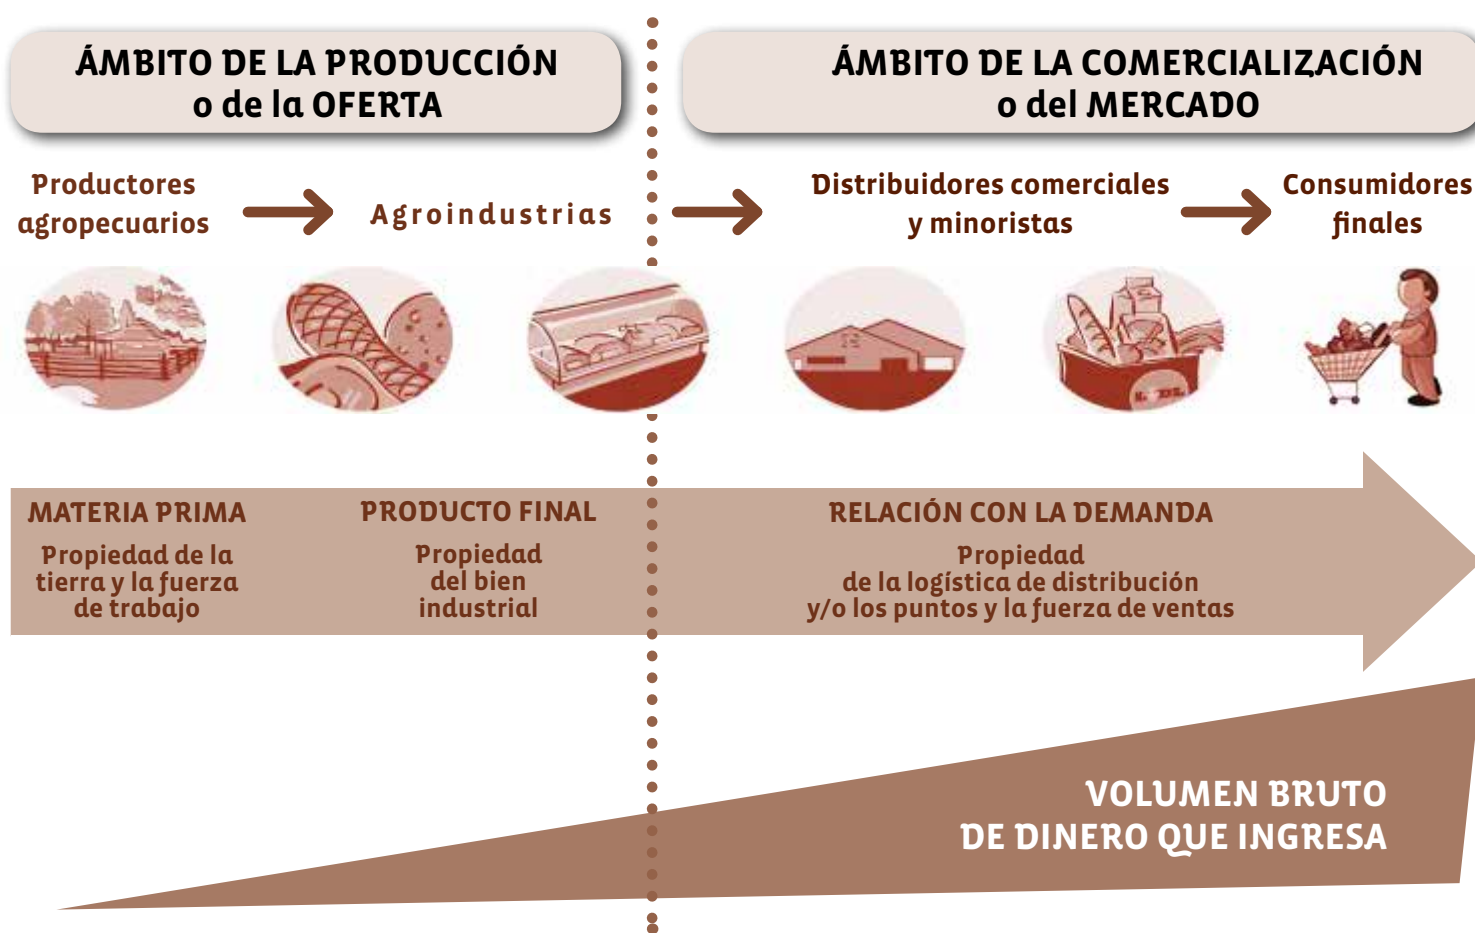 ÁMBITO DE LA PRODUCCIÓN
o de la OFERTA
ÁMBITO DE LA COMERCIALIZACIÓN
o del MERCADO
Productores
agropecuarios
Agroindustrias
Distribuidores comerciales
y minoristas
Consumidores
finales
MATERIA PRIMA
Propiedad de la
tierra y la fuerza
de trabajo
PRODUCTO FINAL
Propiedad
del bien
industrial
RELACIÓN CON LA DEMANDA
Propiedad
de la logística de distribución
y/o los puntos y la fuerza de ventas
VOLUMEN BRUTO
DE DINERO QUE INGRESA